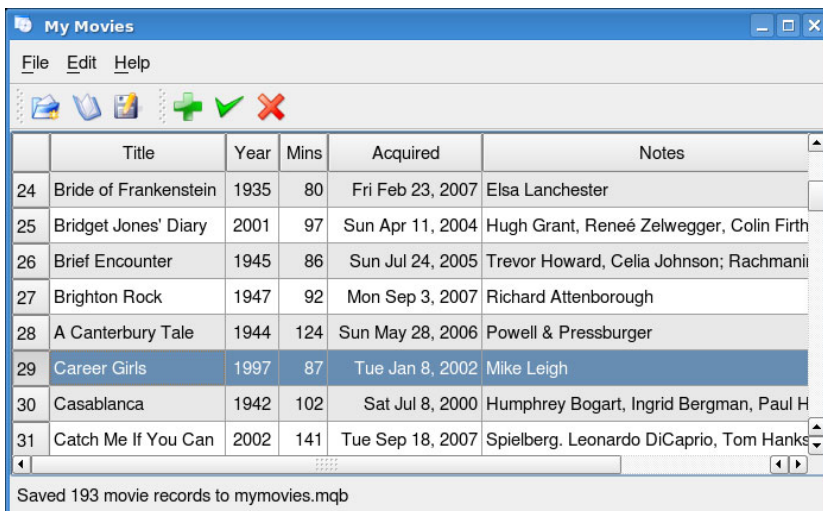 My Movies
File Edit Help
Title Year Mins Acquired Notes
24 Bride of Frankenstein 1935 80 Fri Feb 23, 2007 Elsa Lanchester
25 Bridget Jones' Diary 2001 97 Sun Apr 11, 2004 Hugh Grant, Reneé Zelwegger, Colin Firth
26 Brief Encounter 1945 86 Sun Jul 24, 2005 Trevor Howard, Celia Johnson; Rachmani
27 Brighton Rock 1947 92 Mon Sep 3, 2007 Richard Attenborough
28 A Canterbury Tale 1944 124 Sun May 28, 2006 Powell & Pressburger
29 Career Girls 1997 87 Tue Jan 8, 2002 Mike Leigh
30 Casablanca 1942 102 Sat Jul 8, 2000 Humphrey Bogart, Ingrid Bergman, Paul H
31 Catch Me If You Can 2002 141 Tue Sep 18, 2007 Spielberg. Leonardo DiCaprio, Tom Hanks
Saved 193 movie records to mymovies.mqb